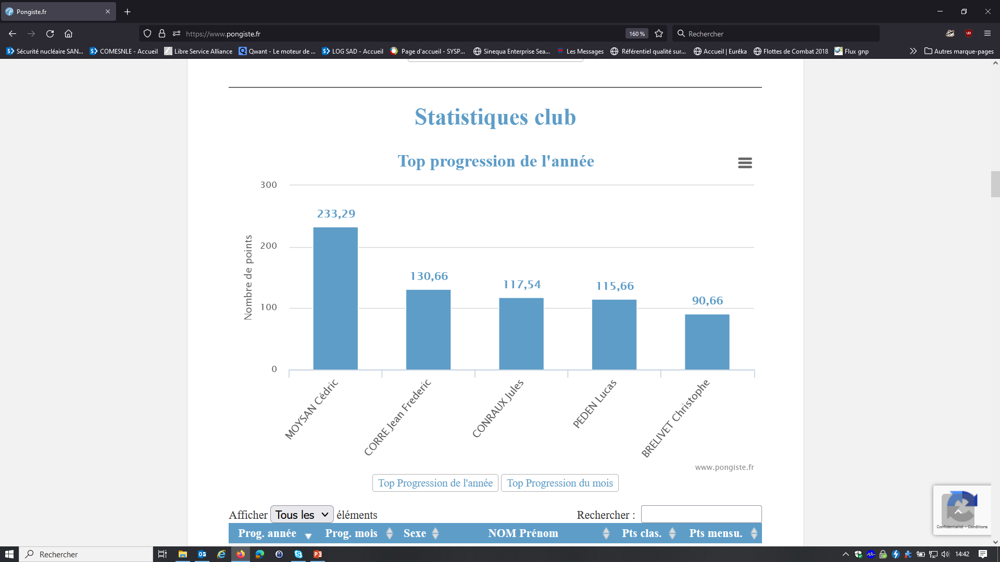 Pongiste.fr
https://www.pongiste.fr
160 %
Rechercher
Sécurité nucléaire SAN...
COMESNLE - Accueil
Libre Service Alliance
Qwant - Le moteur de ...
LOG SAD - Accueil
Page d'accueil - SYSP...
Sinequa Enterprise Sea...
Les Messages
Référentiel qualité sur...
Accueil | Eurêka
Flottes de Combat 2018
Flux gnp
Autres marque-pages
Statistiques club
Top progression de l'année
Nombre de points
300
200
100
0
233,29
130,66
117,54
115,66
90,66
MOYSAN Cédric
CORRE Jean Frederic
CONRAUX Jules
PEDEN Lucas
BRELIVET Christophe
www.pongiste.fr
Top Progression de l'année
Top Progression du mois
Afficher Tous les éléments
Rechercher :
Prog. année
Prog. mois
Sexe
NOM Prénom
Pts clas.
Pts mensu.
Confidentialité - Conditions
Rechercher
14:42